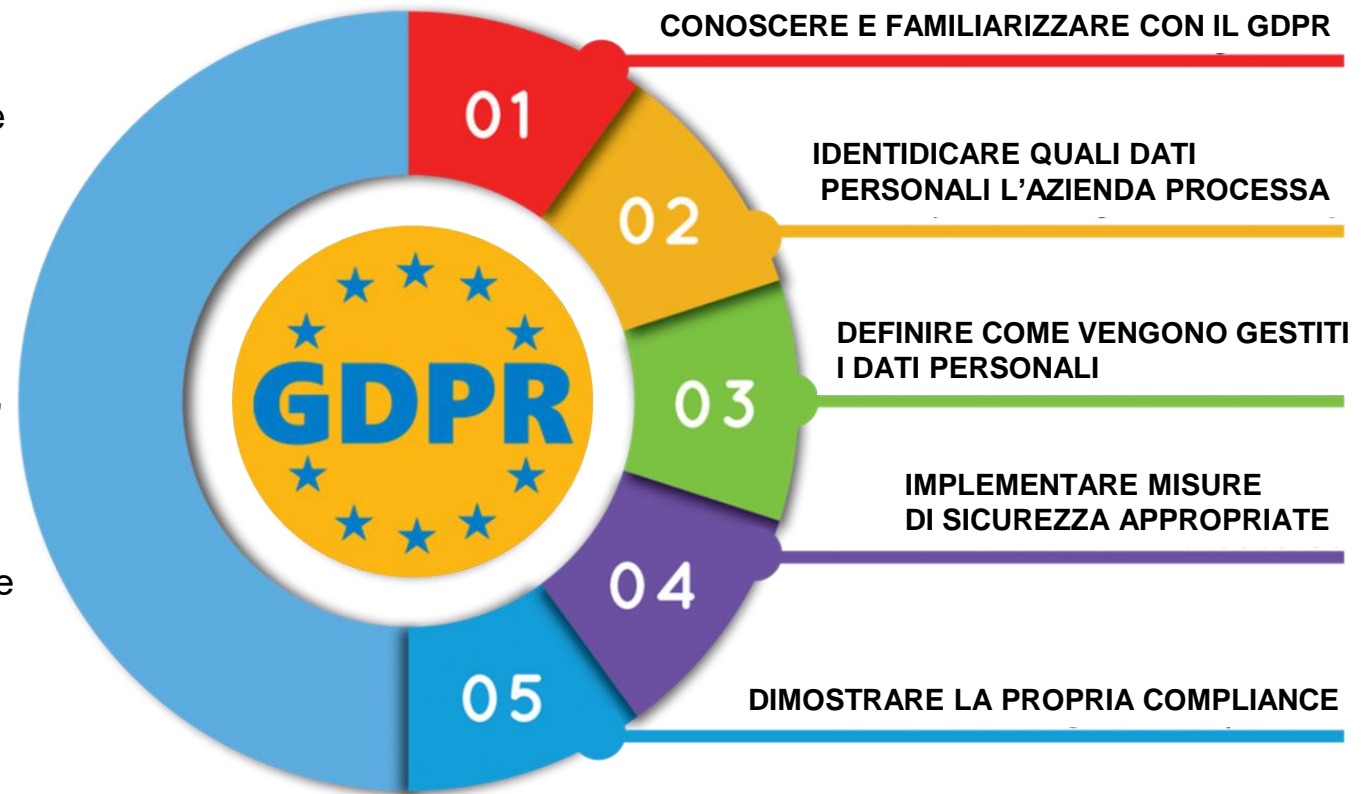 CONOSCERE E FAMILIARIZZARE CON IL GDPR
01
IDENTIDICARE QUALI DATI
PERSONALI L'AZIENDA PROCESSA
02
DEFINIRE COME VENGONO GESTITI
I DATI PERSONALI
03
GDPR
IMPLEMENTARE MISURE
DI SICUREZZA APPROPRIATE
04
DIMOSTRARE LA PROPRIA COMPLIANCE
05